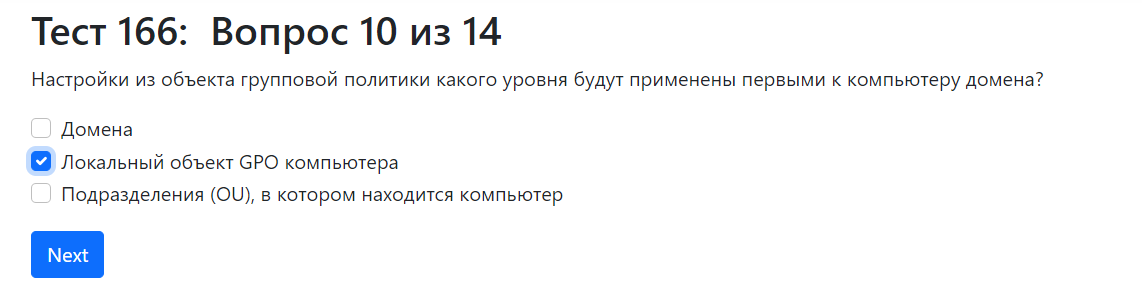 Тест 166: Вопрос 10 из 14
Настройки из объекта групповой политики какого уровня будут применены первыми к компьютеру домена?
Домена
Локальный объект GPO компьютера
Подразделения (OU), в котором находится компьютер
Next